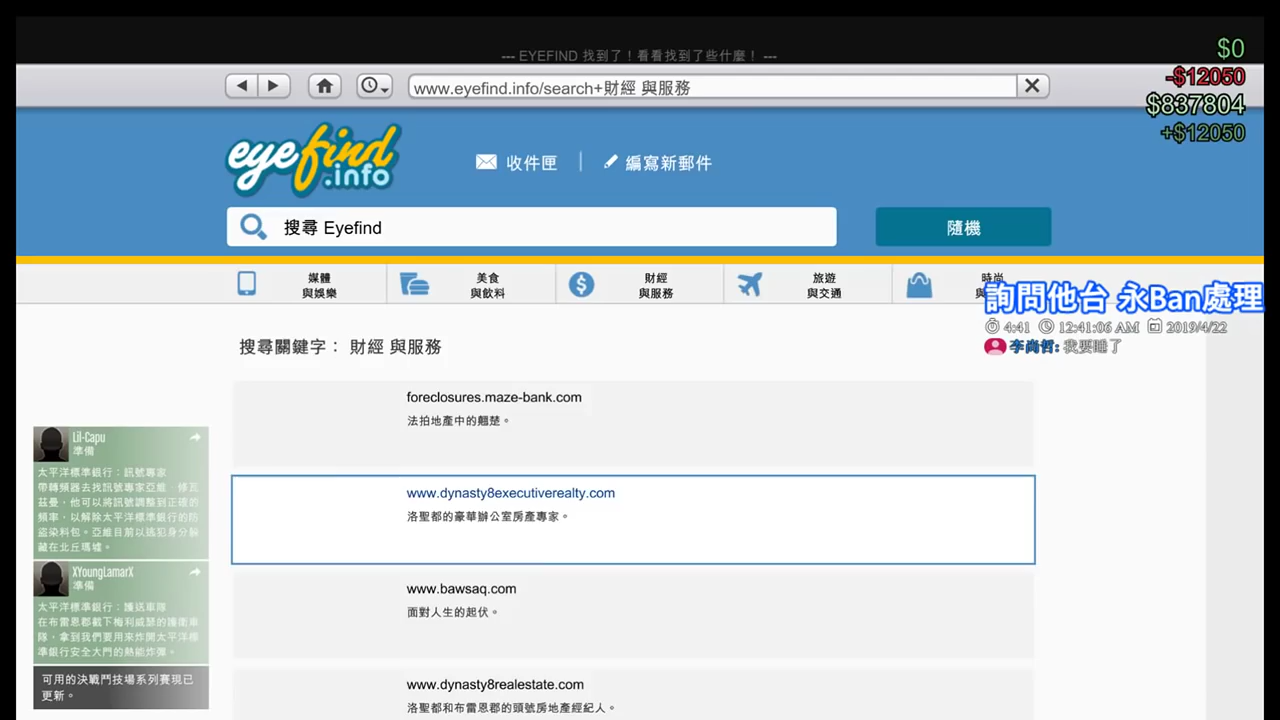 --- EYEFIND 找到了！看看找到了些什麼！ ---
$0
-$12050
$837804
+$12050
www.eyefind.info/search+財經 與服務
eyefind
.info
收件匣
編寫新郵件
搜尋 Eyefind
隨機
媒體
與娛樂
美食
與飲料
財經
與服務
旅遊
與交通
時尚
詢問他台 永Ban處理
4:41 12:41:06 AM 2019/4/22
李尚哲: 我要睡了
搜尋關鍵字： 財經 與服務
foreclosures.maze-bank.com
法拍地產中的翹楚。
www.dynasty8executiverealty.com
洛聖都的豪華辦公室房產專家。
www.bawsaq.com
面對人生的起伏。
www.dynasty8realestate.com
洛聖都和布雷恩郡的頭號房地產經紀人。
Lil-Capu
準備
太平洋標準銀行：訊號專家
帶轉頻器去找訊號專家亞維．修瓦
茲曼，他可以將訊號調整到正確的
頻率，以解除太平洋標準銀行的防
盜染料包。亞維目前以逃犯身分躲
藏在北丘瑪墟。
XYoungLamarX
準備
太平洋標準銀行：護送車隊
在布雷恩郡截下梅利威瑟的護衛車
隊，拿到我們要用來炸開太平洋標
準銀行安全大門的熱能炸彈。
可用的決戰鬥技場系列賽現已
更新。